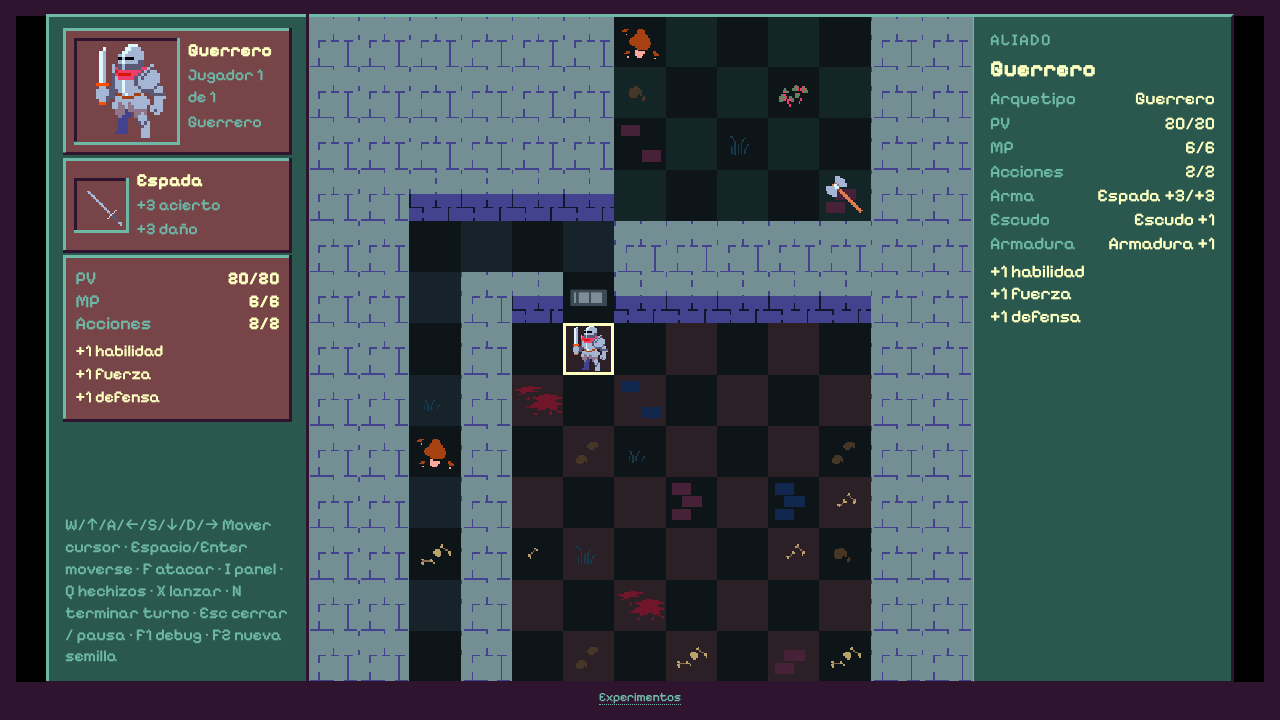 Guerrero
Jugador 1
de 1
Guerrero
Espada
+3 acierto
+3 daño
PV 20/20
MP 6/6
Acciones 2/2
+1 habilidad
+1 fuerza
+1 defensa
W/↑/A/←/S/↓/D/→ Mover
cursor · Espacio/Enter
moverse · F atacar · I panel ·
Q hechizos · X lanzar · N
terminar turno · Esc cerrar
/ pausa · F1 debug · F2 nueva
semilla
ALIADO
Guerrero
Arquetipo Guerrero
PV 20/20
MP 6/6
Acciones 2/2
Arma Espada +3/+3
Escudo Escudo +1
Armadura Armadura +1
+1 habilidad
+1 fuerza
+1 defensa
Experimentos